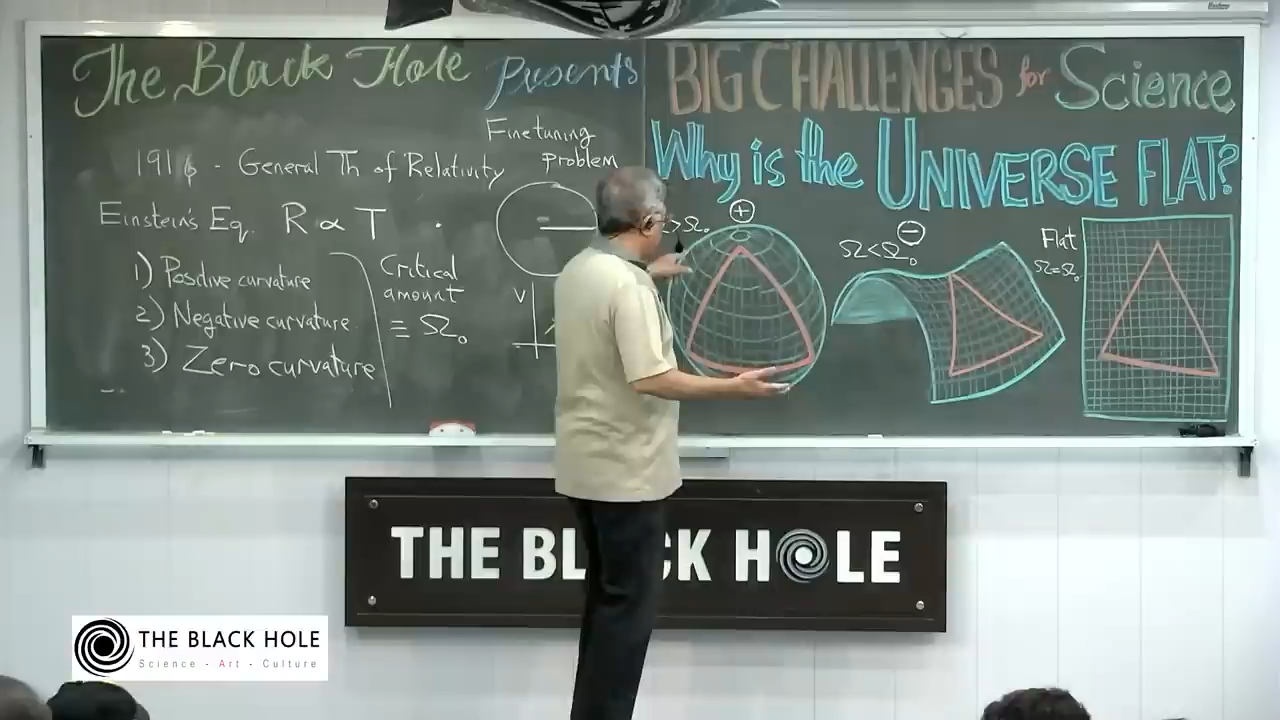 The Black Hole Presents
BIG CHALLENGES for Science
Why is the UNIVERSE FLAT?
Finetuning
problem
1916 - General Th of Relativity
Einstein's Eq. R ∝ T
1) Positive curvature
2) Negative curvature
3) Zero curvature
Critical
amount
≡ Ω₀
V
> Ω₀
+
Ω<Ω₀
−
Flat
Ω=Ω₀
THE BL CK HOLE
THE BLACK HOLE
Science - Art - Culture